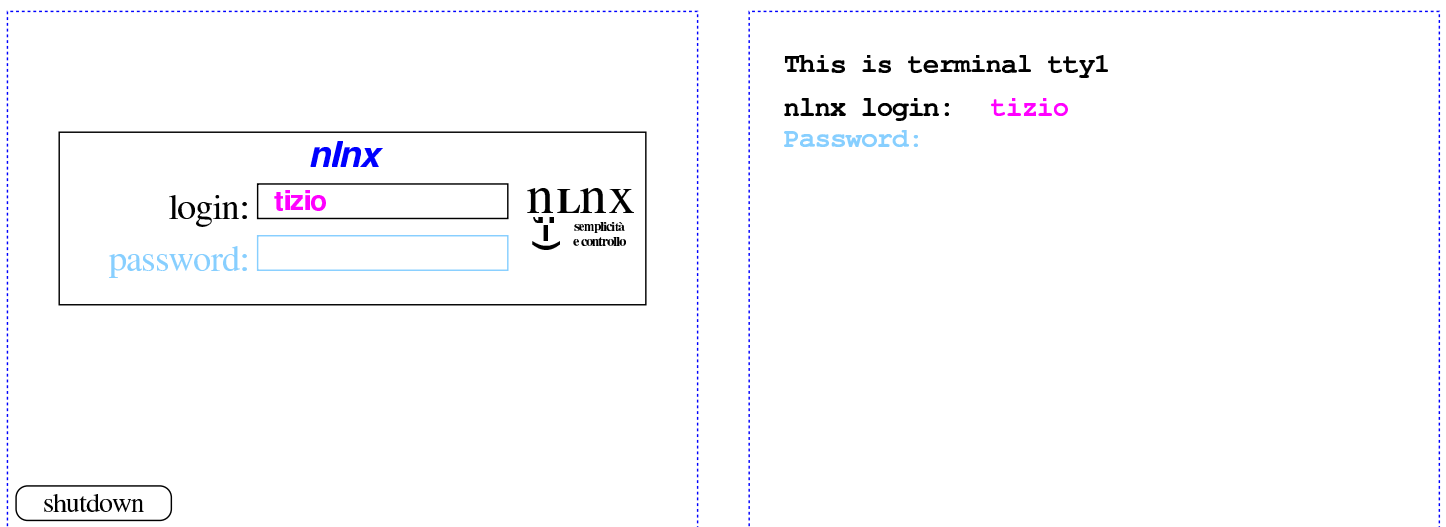 nlnx
login: tizio
password:
nLnx
semplicità
e controllo
shutdown
This is terminal tty1
nlnx login: tizio
Password: